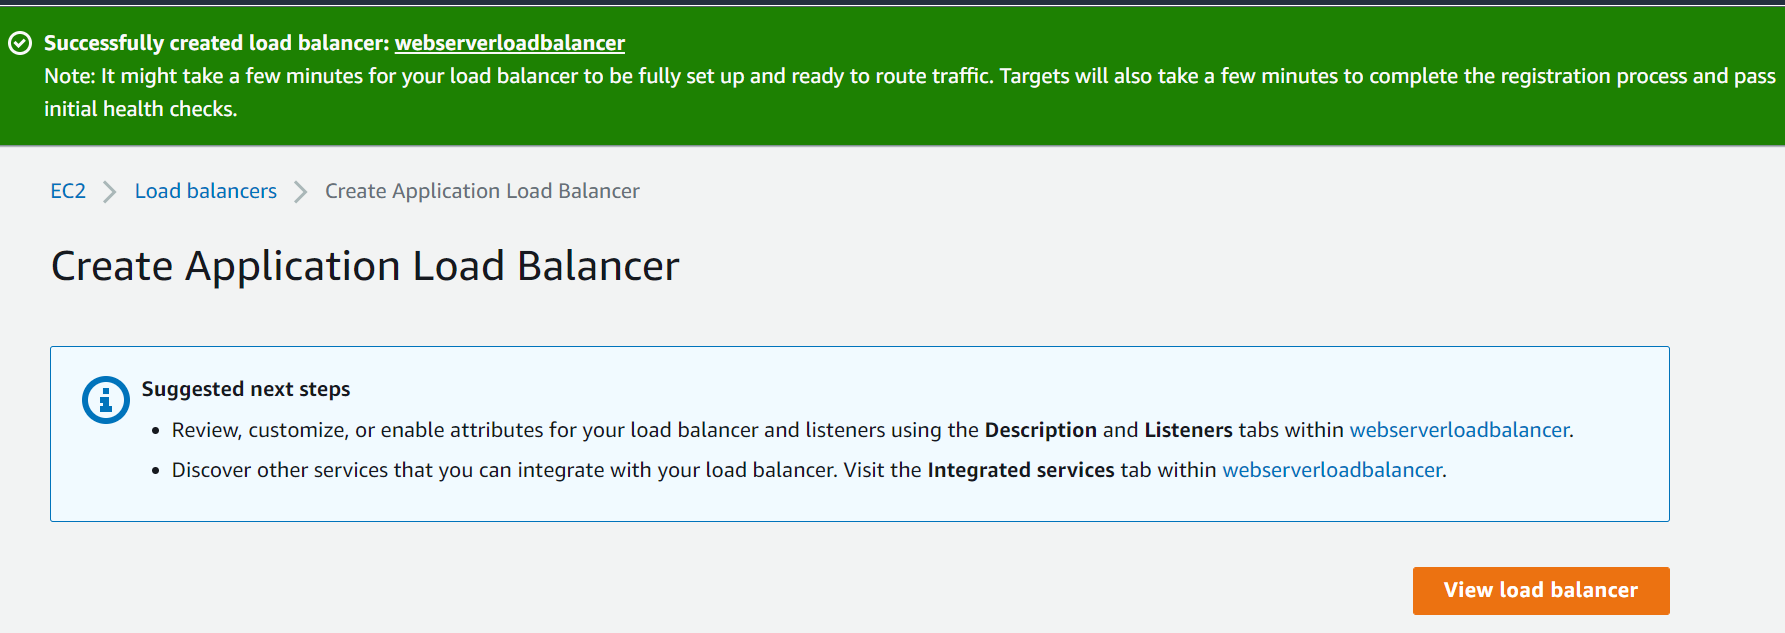 Successfully created load balancer: webserverloadbalancer
Note: It might take a few minutes for your load balancer to be fully set up and ready to route traffic. Targets will also take a few minutes to complete the registration process and pass
initial health checks.
EC2 > Load balancers > Create Application Load Balancer
Create Application Load Balancer
Suggested next steps
• Review, customize, or enable attributes for your load balancer and listeners using the Description and Listeners tabs within webserverloadbalancer.
• Discover other services that you can integrate with your load balancer. Visit the Integrated services tab within webserverloadbalancer.
View load balancer